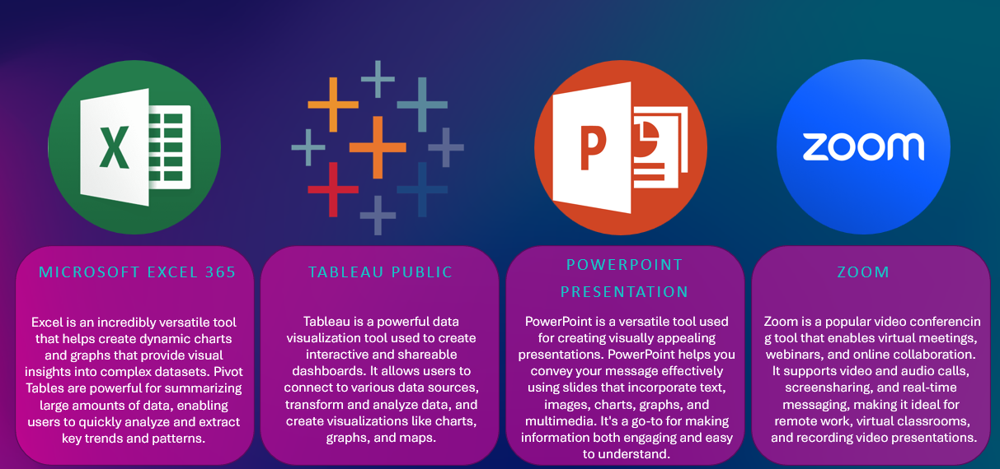 X
P
zoom
MICROSOFT EXCEL 365
Excel is an incredibly versatile tool
that helps create dynamic charts
and graphs that provide visual
insights into complex datasets. Pivot
Tables are powerful for summarizing
large amounts of data, enabling
users to quickly analyze and extract
key trends and patterns.
TABLEAU PUBLIC
Tableau is a powerful data
visualization tool used to create
interactive and shareable
dashboards. It allows users to
connect to various data sources,
transform and analyze data, and
create visualizations like charts,
graphs, and maps.
POWERPOINT
PRESENTATION
PowerPoint is a versatile tool used
for creating visually appealing
presentations. PowerPoint helps you
convey your message effectively
using slides that incorporate text,
images, charts, graphs, and
multimedia. It's a go-to for making
information both engaging and easy
to understand.
ZOOM
Zoom is a popular video conferencin
g tool that enables virtual meetings,
webinars, and online collaboration.
It supports video and audio calls,
screensharing, and real-time
messaging, making it ideal for
remote work, virtual classrooms,
and recording video presentations.